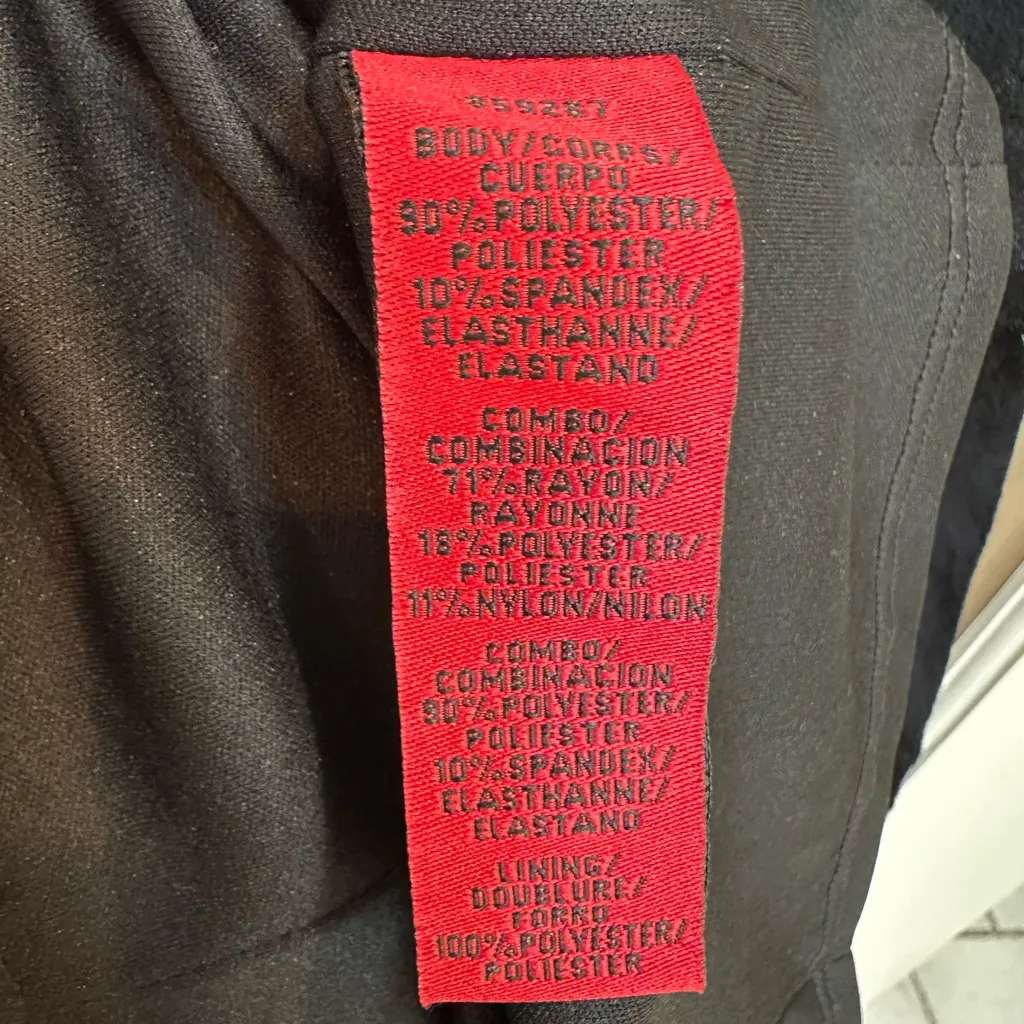 BODY/CORPS/
CUERPO
90%POLYESTER/
POLIESTER
10%SPANDEX/
ELASTHANNE/
ELASTANO
COMBO/
COMBINACION
71%RAYON/
RAYONNE
18%POLYESTER/
POLIESTER
11%NYLON/NILON
COMBO/
COMBINACION
90%POLYESTER/
POLIESTER
10%SPANDEX/
ELASTHANNE/
ELASTANO
LINING/
DOUBLURE/
FORRO
100%POLYESTER/
POLIESTER